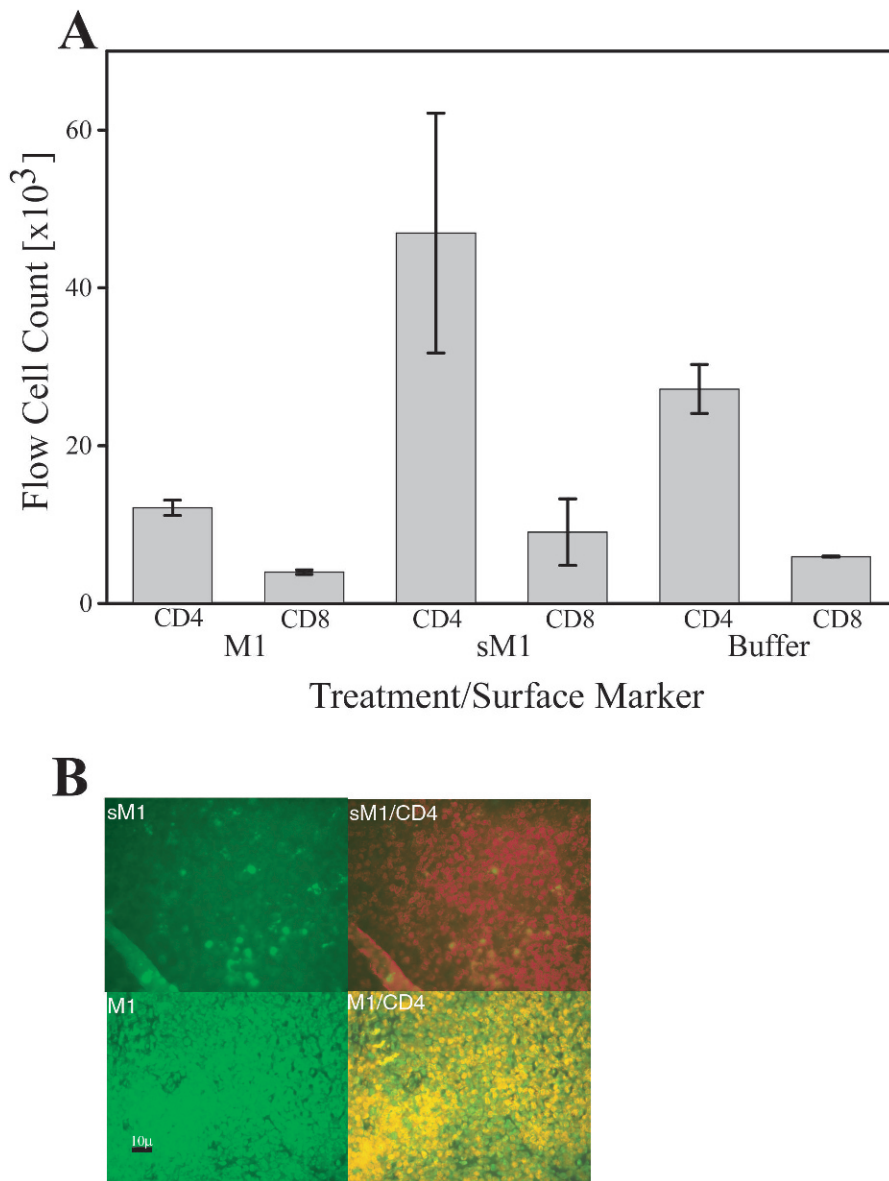 A
Flow Cell Count [x10³]
60
40
20
0
CD4 CD8 CD4 CD8 CD4 CD8
M1 sM1 Buffer
Treatment/Surface Marker
B
sM1 sM1/CD4
M1 M1/CD4
10μ